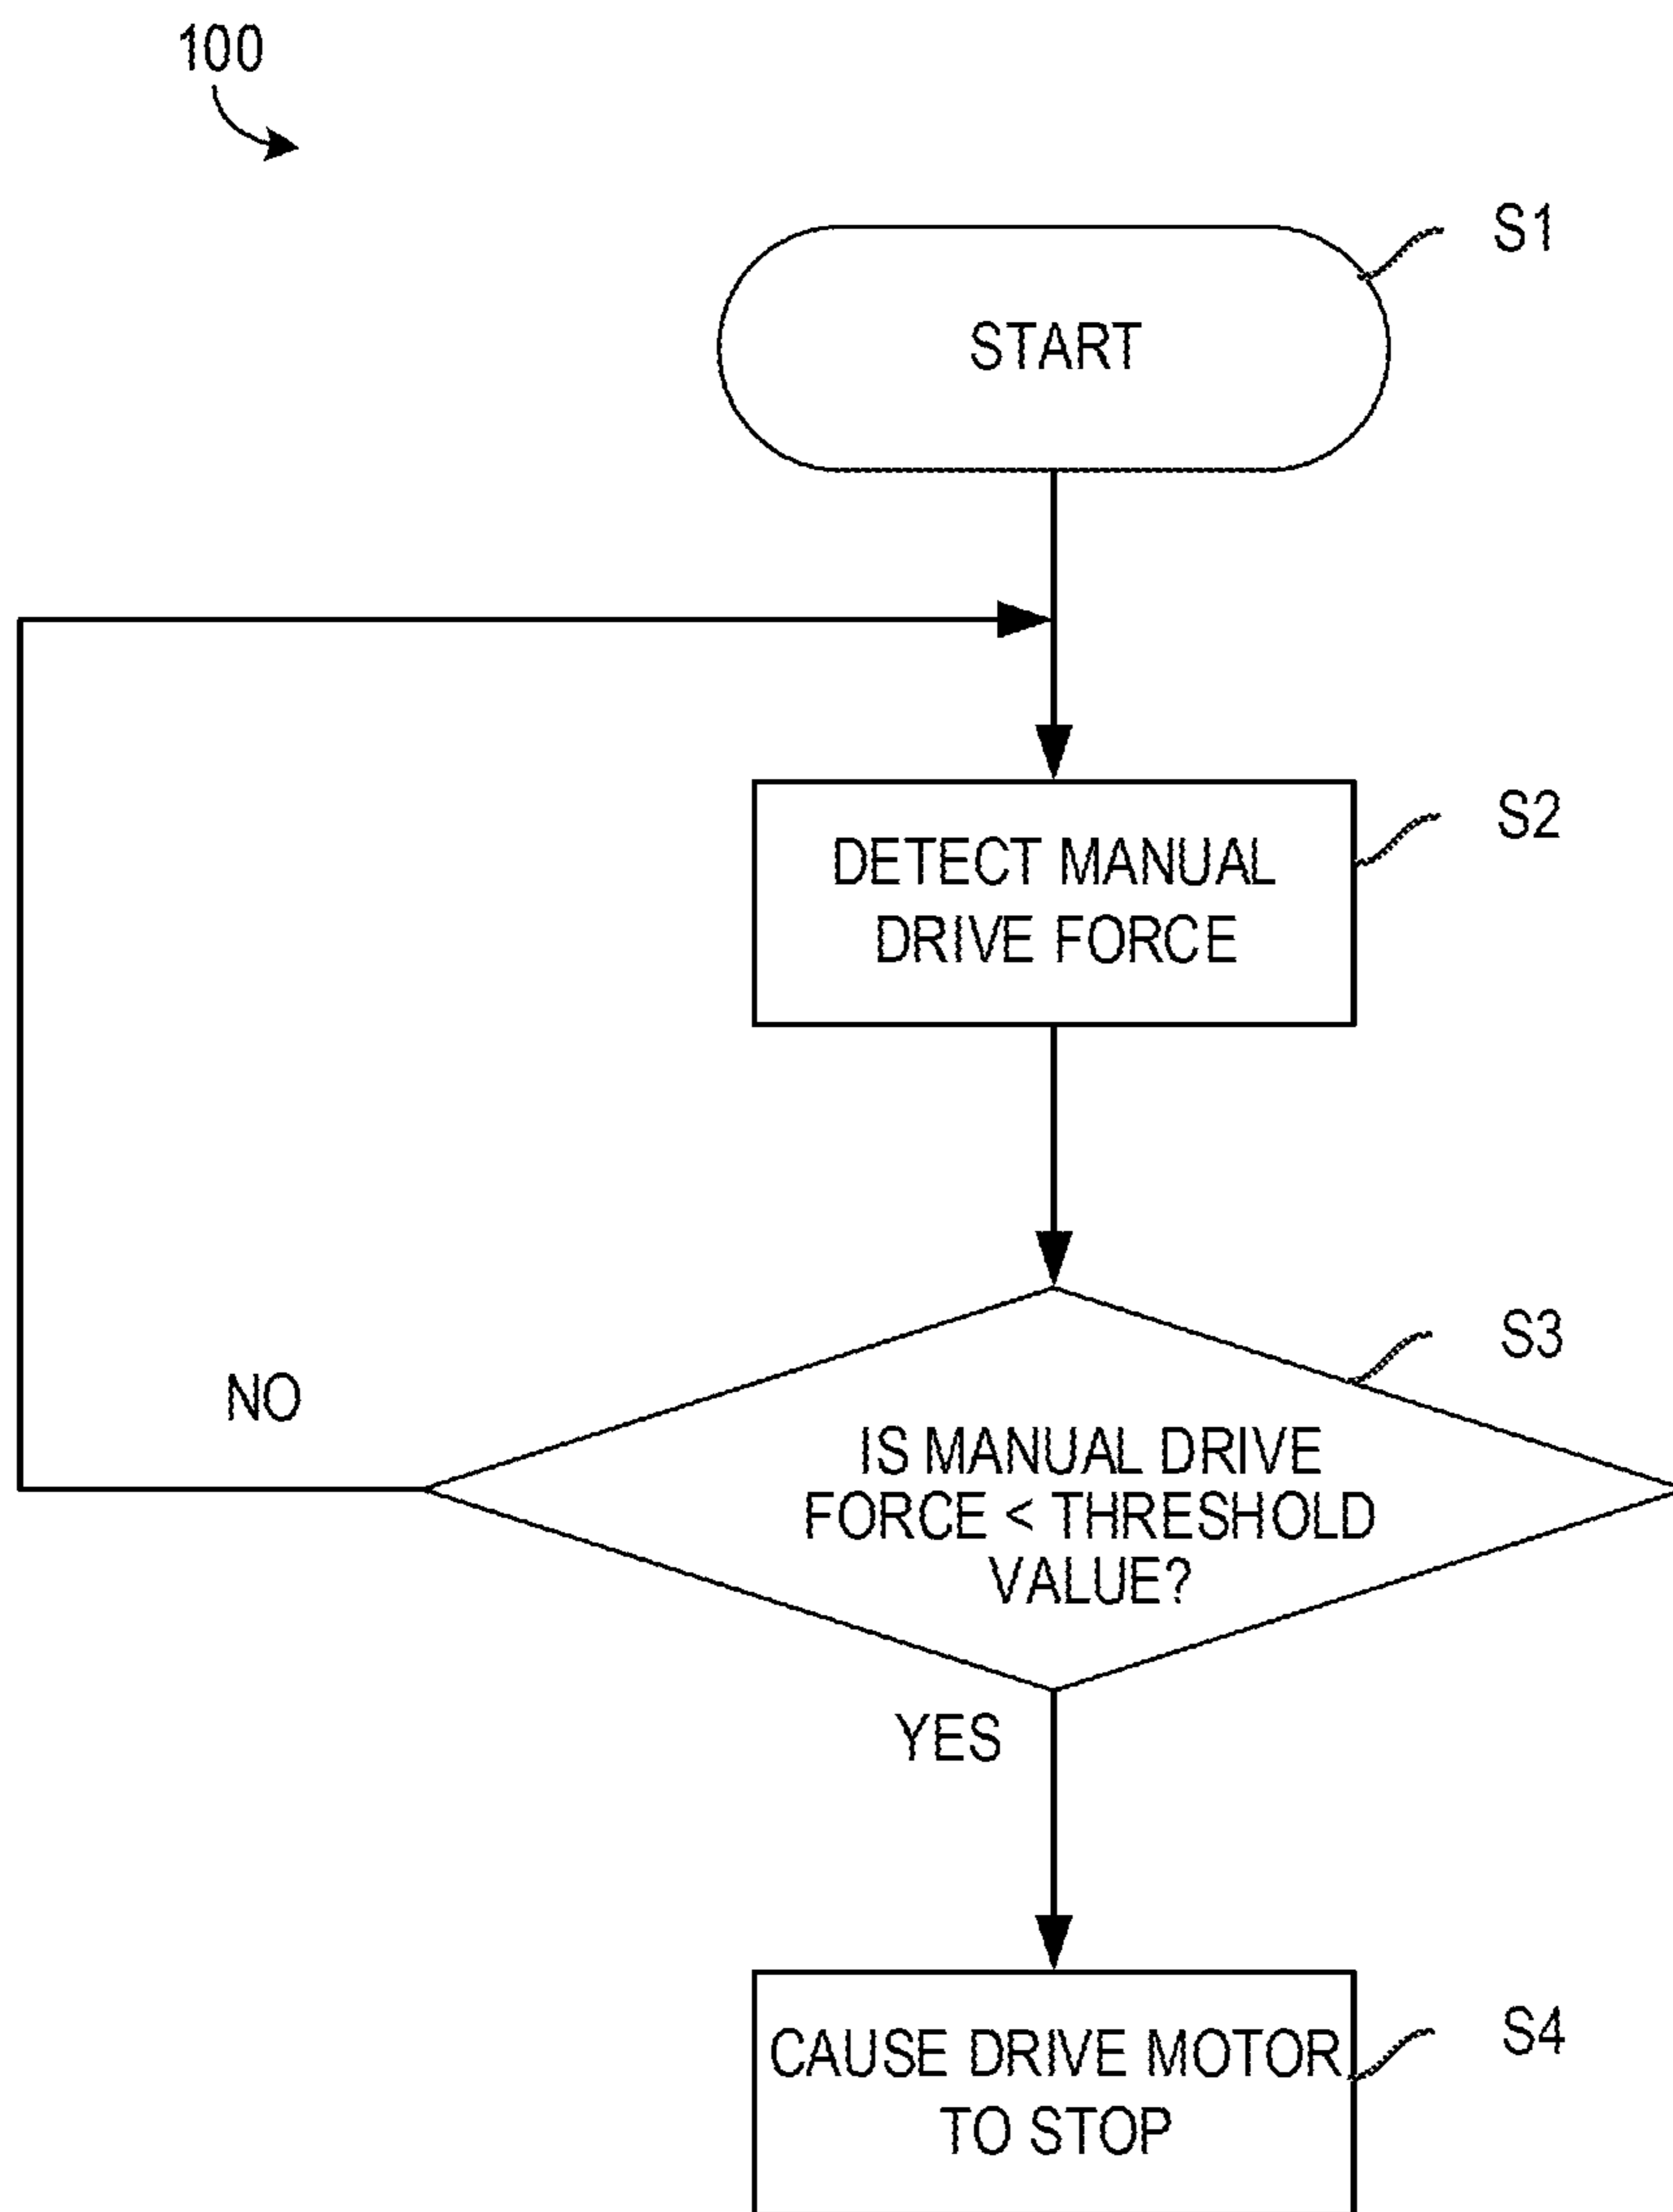 100
S1
START
S2
DETECT MANUAL
DRIVE FORCE
S3
NO
IS MANUAL DRIVE
FORCE < THRESHOLD
VALUE?
YES
CAUSE DRIVE MOTOR
TO STOP
S4